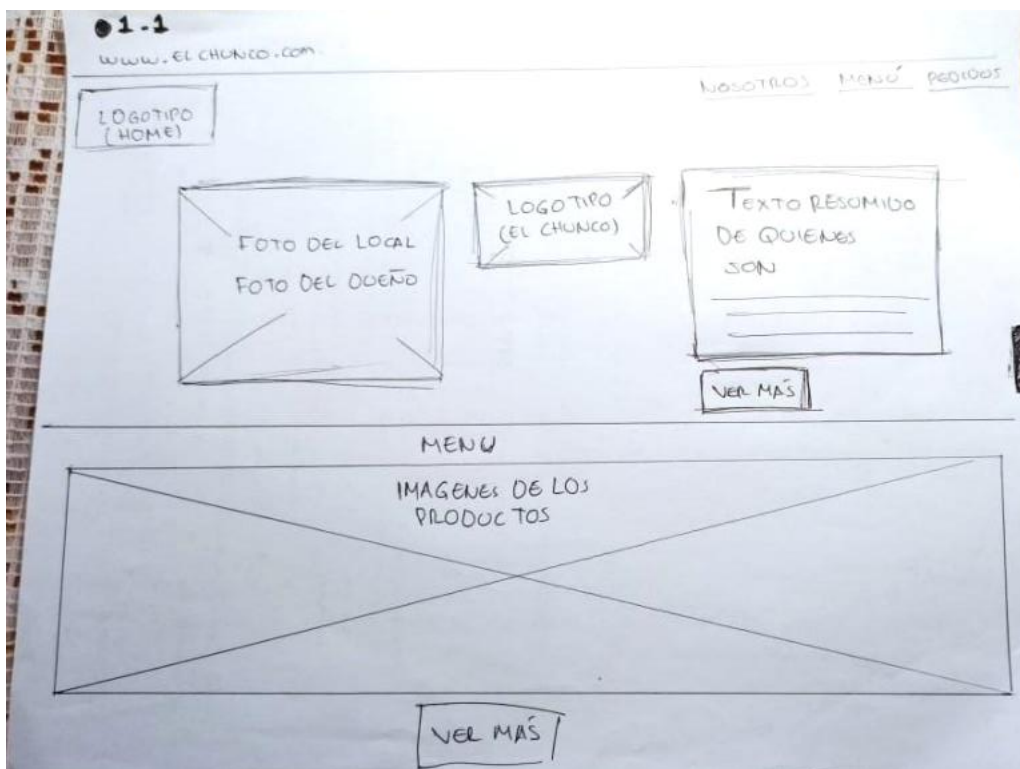 1.1
www.ELCHUNCO.com
NOSOTROS MENÚ PEDIDOS
LOGOTIPO
(HOME)
FOTO DEL LOCAL
FOTO DEL DUEÑO
LOGOTIPO
(EL CHUNCO)
TEXTO RESUMIDO
DE QUIENES
SON
VER MÁS
MENU
IMAGENES DE LOS
PRODUCTOS
VER MÁS